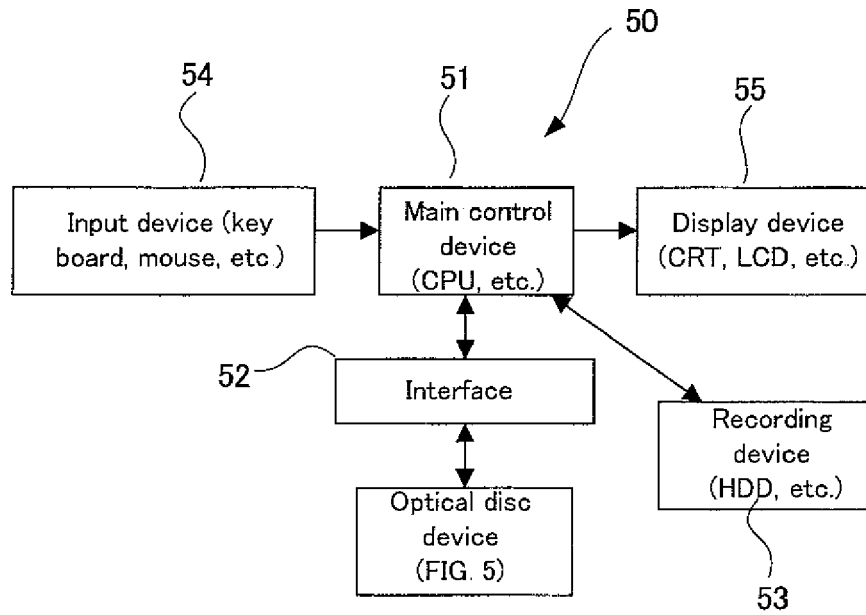 50
54
51
55
Input device (key
board, mouse, etc.)
Main control
device
(CPU, etc.)
Display device
(CRT, LCD, etc.)
52
Interface
Recording
device
(HDD, etc.)
Optical disc
device
(FIG. 5)
53